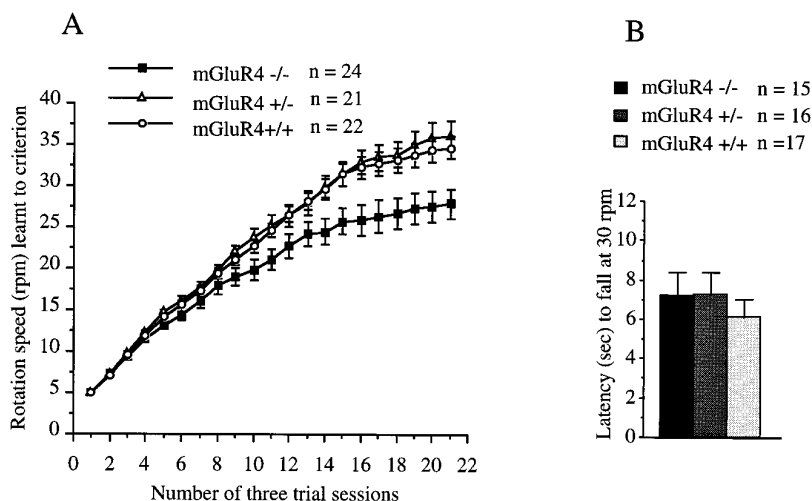 A
mGluR4 -/- n = 24
mGluR4 +/- n = 21
mGluR4+/+ n = 22
Rotation speed (rpm) learnt to criterion
40
35
30
25
20
15
10
5
0
0 2 4 6 8 10 12 14 16 18 20 22
Number of three trial sessions
B
mGluR4 -/- n = 15
mGluR4 +/- n = 16
mGluR4 +/+ n =17
Latency (sec) to fall at 30 rpm
12
10
8
6
4
2
0